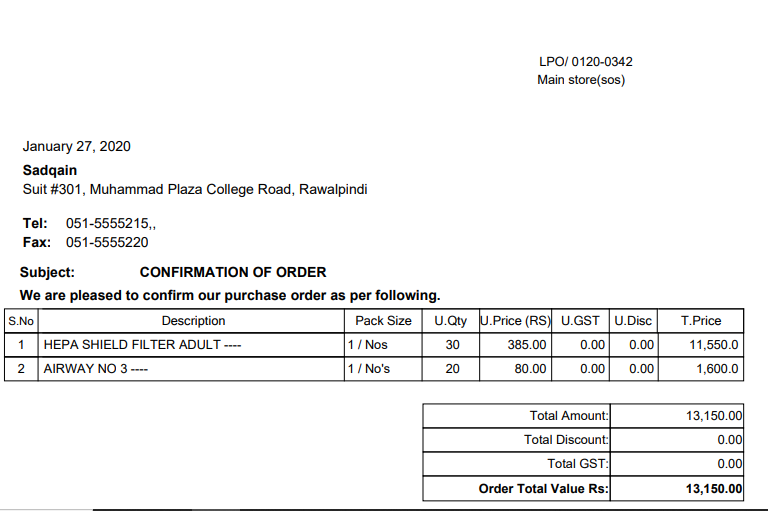 LPO/ 0120-0342
Main store(sos)
January 27, 2020
Sadqain
Suit #301, Muhammad Plaza College Road, Rawalpindi
Tel: 051-5555215,,
Fax: 051-5555220
Subject: CONFIRMATION OF ORDER
We are pleased to confirm our purchase order as per following.
S.No Description Pack Size U.Qty U.Price (RS) U.GST U.Disc T.Price
1 HEPA SHIELD FILTER ADULT ---- 1 / Nos 30 385.00 0.00 0.00 11,550.0
2 AIRWAY NO 3 ---- 1 / No's 20 80.00 0.00 0.00 1,600.0
Total Amount: 13,150.00
Total Discount: 0.00
Total GST: 0.00
Order Total Value Rs: 13,150.00